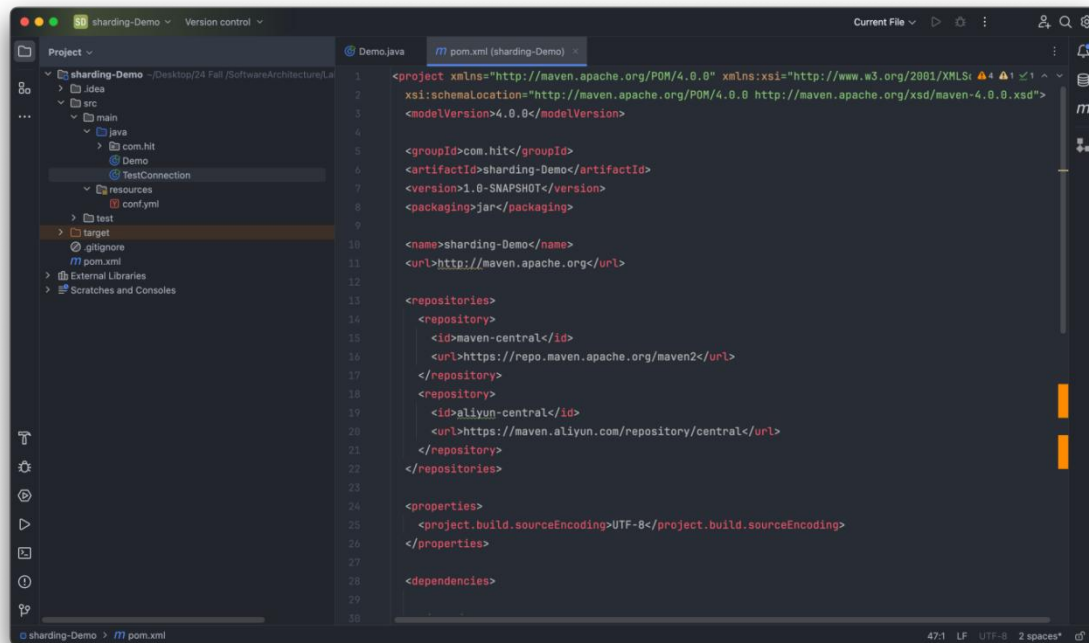 SD sharding-Demo Version control Current File
Project
Demo.java
pom.xml (sharding-Demo)
sharding-Demo ~/Desktop/24 Fall /SoftwareArchitecture/La
.idea
src
main
java
com.hit
Demo
TestConnection
resources
conf.yml
test
target
.gitignore
pom.xml
External Libraries
Scratches and Consoles
1 <project xmlns="http://maven.apache.org/POM/4.0.0" xmlns:xsi="http://www.w3.org/2001/XMLSc 4 1 1
2 xsi:schemaLocation="http://maven.apache.org/POM/4.0.0 http://maven.apache.org/xsd/maven-4.0.0.xsd">
3 <modelVersion>4.0.0</modelVersion>
4
5 <groupId>com.hit</groupId>
6 <artifactId>sharding-Demo</artifactId>
7 <version>1.0-SNAPSHOT</version>
8 <packaging>jar</packaging>
9
10 <name>sharding-Demo</name>
11 <url>http://maven.apache.org</url>
12
13 <repositories>
14 <repository>
15 <id>maven-central</id>
16 <url>https://repo.maven.apache.org/maven2</url>
17 </repository>
18 <repository>
19 <id>aliyun-central</id>
20 <url>https://maven.aliyun.com/repository/central</url>
21 </repository>
22 </repositories>
23
24 <properties>
25 <project.build.sourceEncoding>UTF-8</project.build.sourceEncoding>
26 </properties>
27
28 <dependencies>
29
30
sharding-Demo > pom.xml 47:1 LF UTF-8 2 spaces*